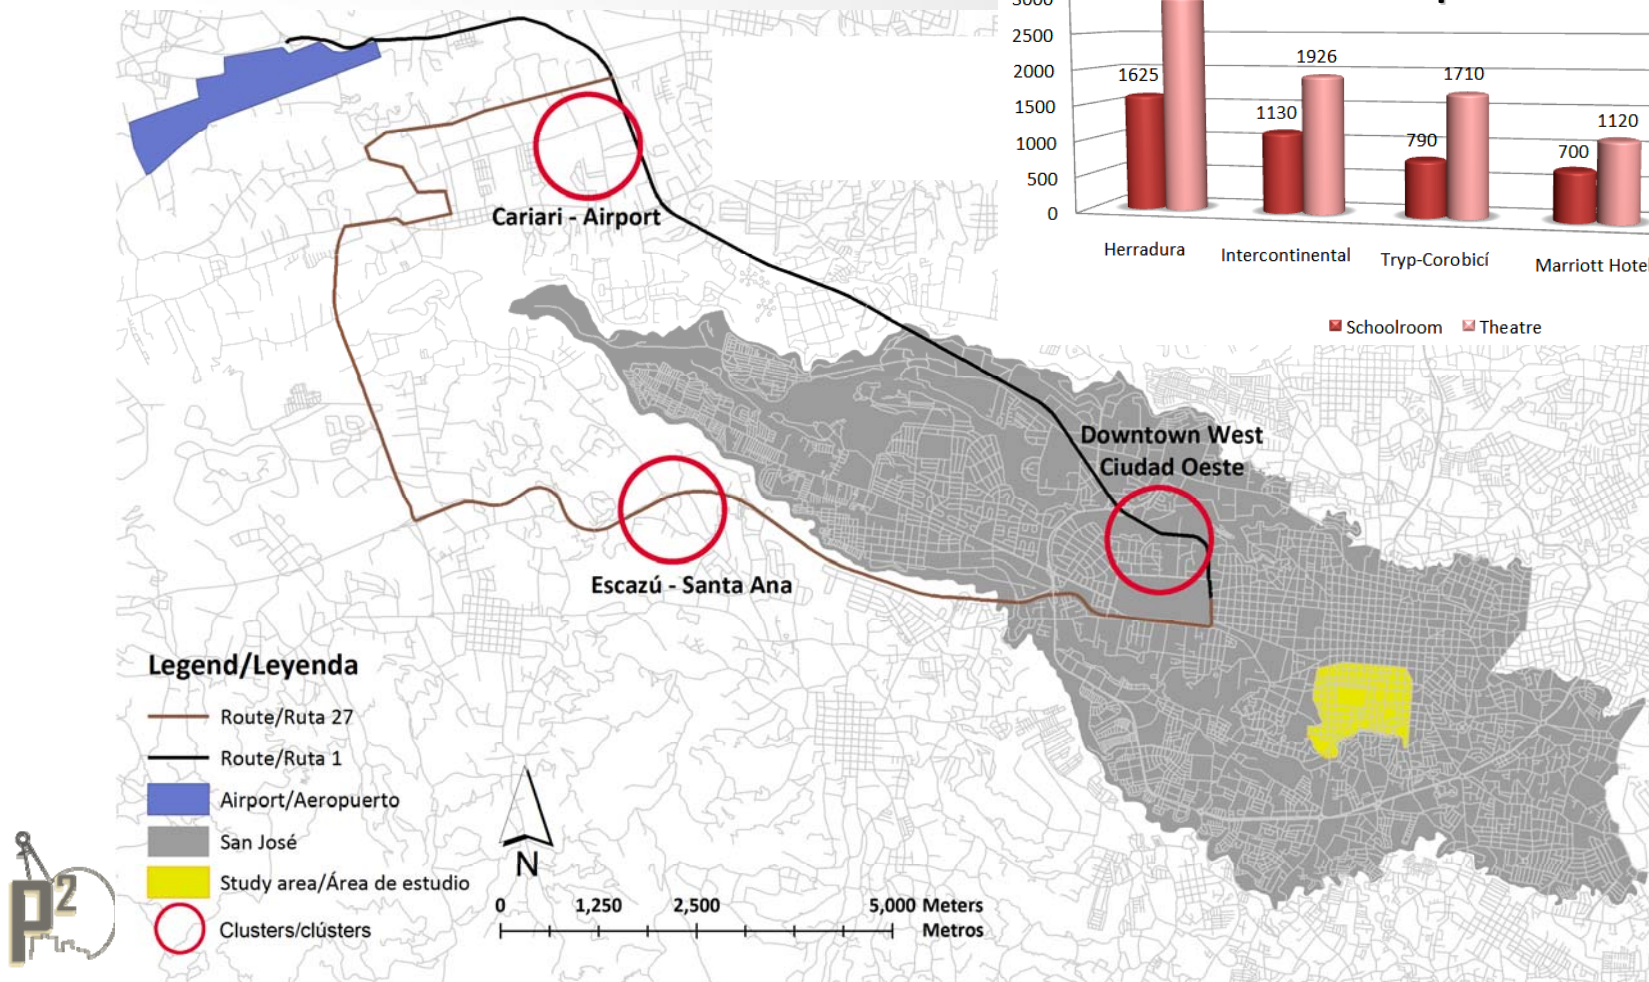 3000
2500
2000
1500
1000
500
0
1625
1130
1926
790
1710
700
1120
Herradura
Intercontinental
Tryp-Corobicí
Marriott Hotel
Schoolroom
Theatre
Cariari - Airport
Downtown West
Ciudad Oeste
Escazú - Santa Ana
Legend/Leyenda
Route/Ruta 27
Route/Ruta 1
Airport/Aeropuerto
San José
Study area/Área de estudio
Clusters/clústers
N
0 1,250 2,500 5,000 Meters
Metros
P2